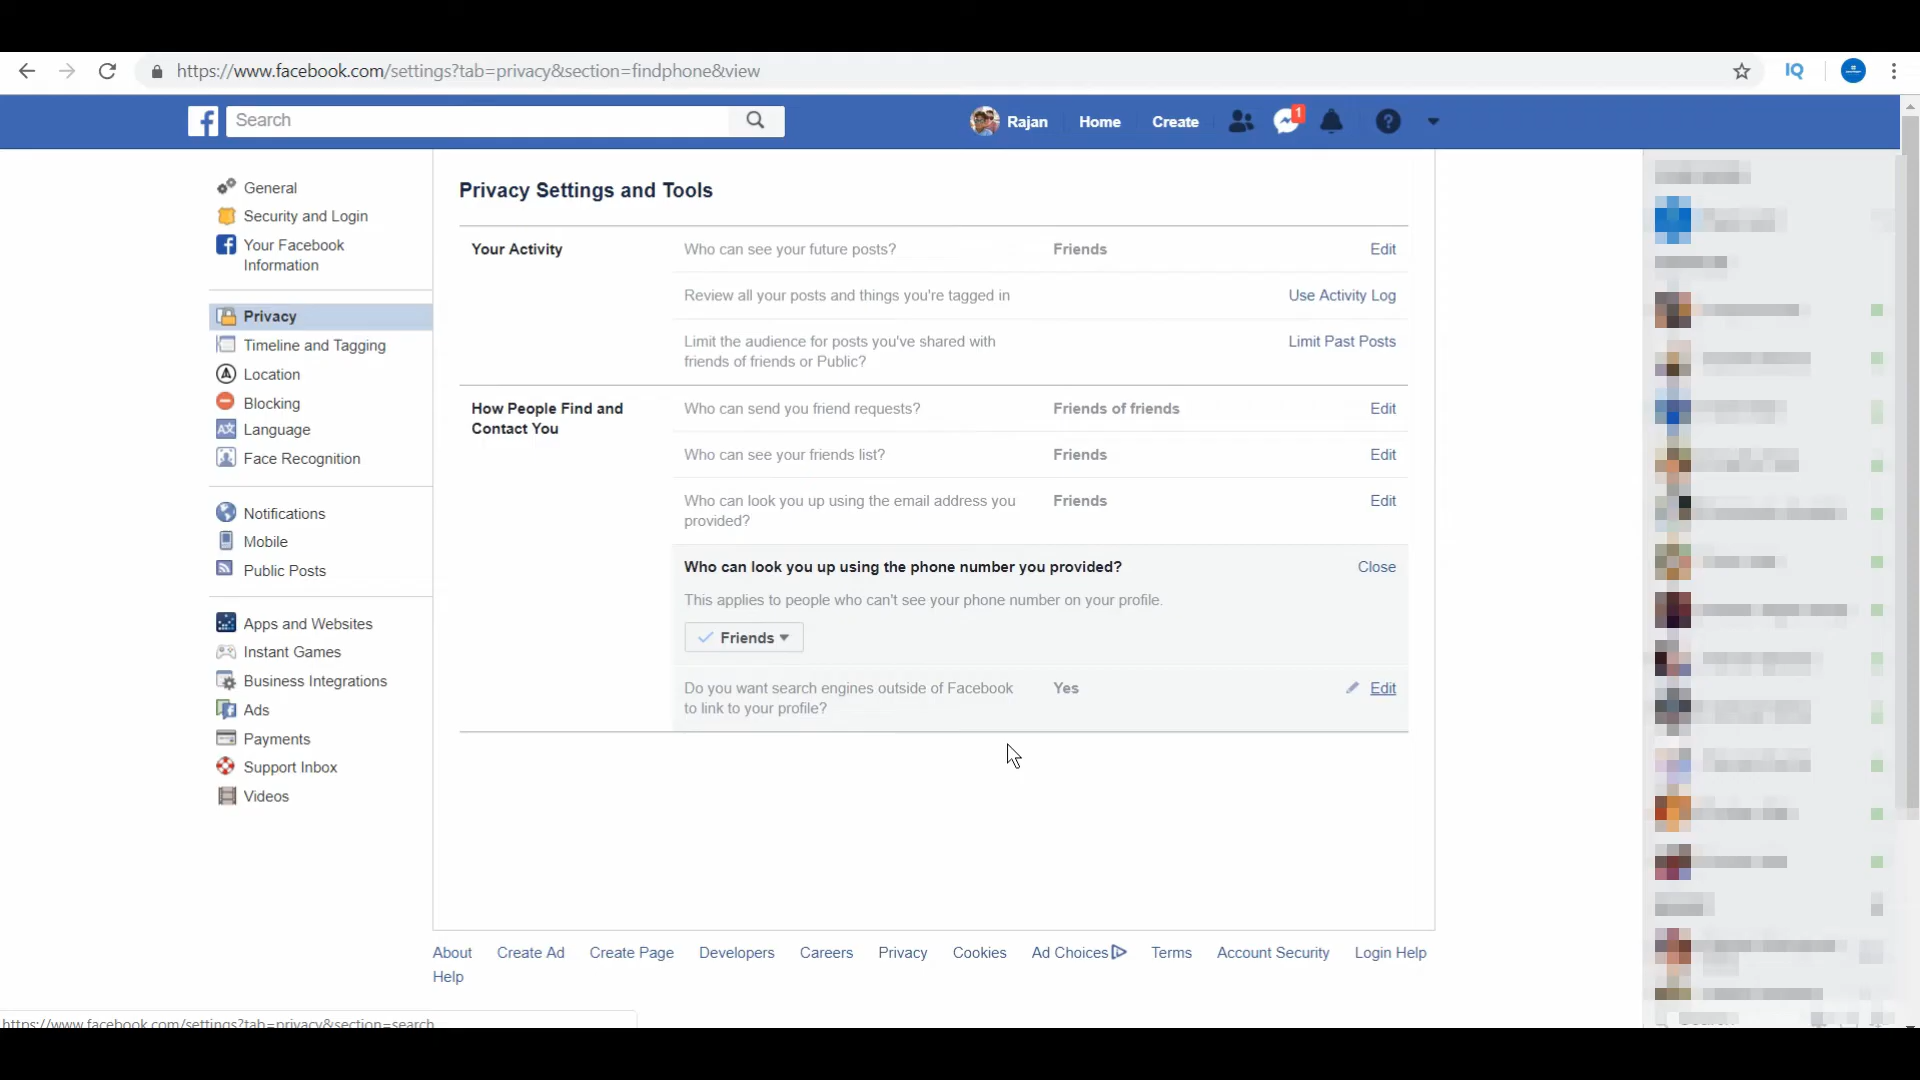 https://www.facebook.com/settings?tab=privacy&section=findphone&view
IQ
Search
Rajan
Home
Create
1
General
Security and Login
Your Facebook
Information
Privacy
Timeline and Tagging
Location
Blocking
Language
Face Recognition
Notifications
Mobile
Public Posts
Apps and Websites
Instant Games
Business Integrations
Ads
Payments
Support Inbox
Videos
Privacy Settings and Tools
Your Activity
Who can see your future posts?
Friends
Edit
Review all your posts and things you're tagged in
Use Activity Log
Limit the audience for posts you've shared with
friends of friends or Public?
Limit Past Posts
How People Find and
Contact You
Who can send you friend requests?
Friends of friends
Edit
Who can see your friends list?
Friends
Edit
Who can look you up using the email address you
provided?
Friends
Edit
Who can look you up using the phone number you provided?
Close
This applies to people who can't see your phone number on your profile.
Friends
Do you want search engines outside of Facebook
to link to your profile?
Yes
Edit
About Create Ad Create Page Developers Careers Privacy Cookies Ad Choices Terms Account Security Login Help
Help
https://www.facebook.com/settings?tab=privacy&section=search